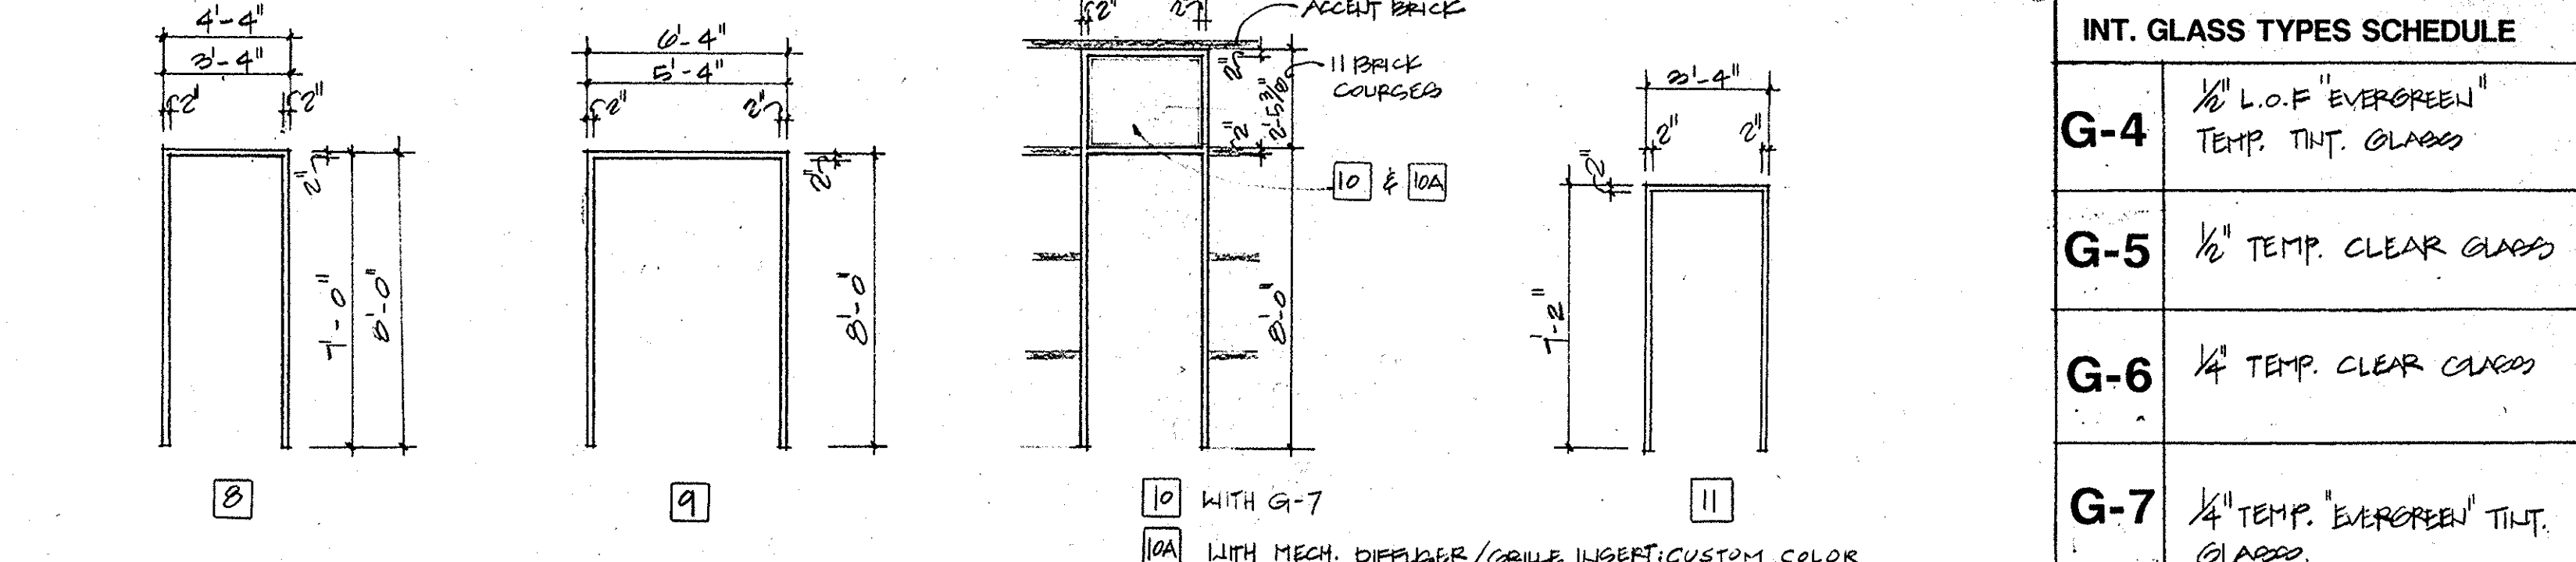 4'-4"
3'-4"
2"
2"
2"
7'-0"
8'-0"
8
6'-4"
5'-4"
2"
2"
2"
8'-0"
9
2"
2"
ACCENT BRICK
11 BRICK
COURSES
2"
2"
10 & 10A
8'-0"
10 WITH G-7
10A WITH MECH. DIFFUSER/GRILLE INSERT: CUSTOM COLOR
3'-4"
2"
2"
2"
7'-2"
11
INT. GLASS TYPES SCHEDULE
G-4 1/2" L.O.F "EVERGREEN"
TEMP. TINT. GLASS
G-5 1/2" TEMP. CLEAR GLASS
G-6 1/4" TEMP. CLEAR GLASS
G-7 1/4" TEMP. "EVERGREEN" TINT.
GLASS.